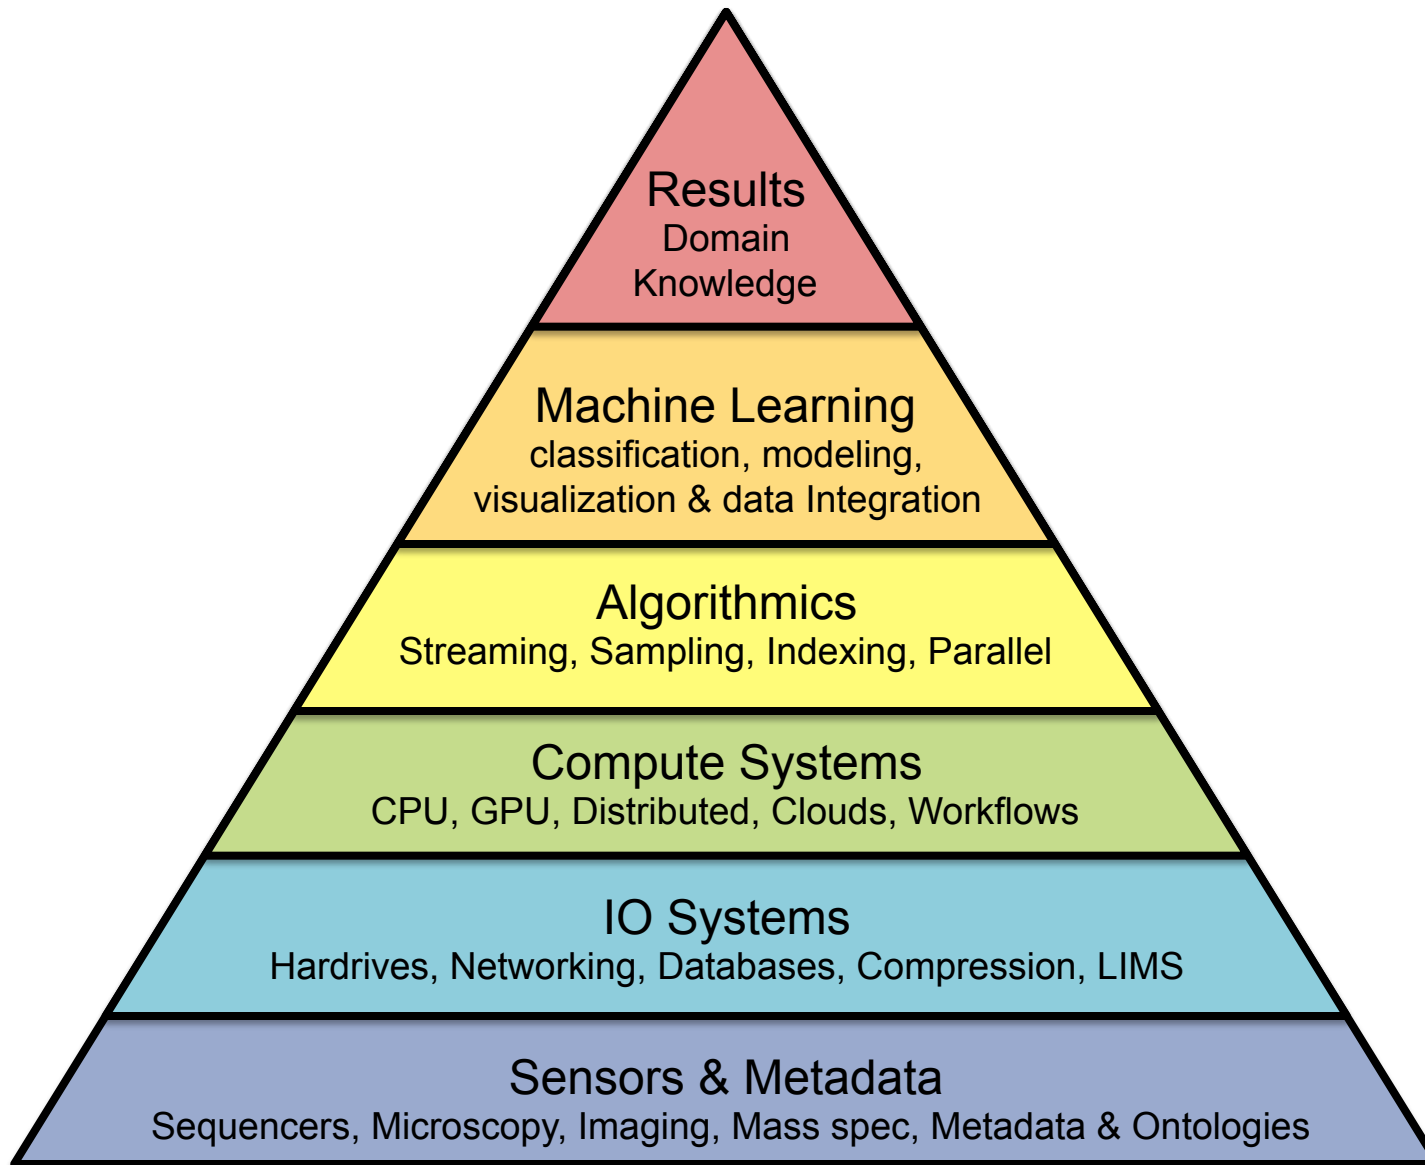 Results
Domain
Knowledge
Machine Learning
classification, modeling,
visualization & data Integration
Algorithmics
Streaming, Sampling, Indexing, Parallel
Compute Systems
CPU, GPU, Distributed, Clouds, Workflows
IO Systems
Hardrives, Networking, Databases, Compression, LIMS
Sensors & Metadata
Sequencers, Microscopy, Imaging, Mass spec, Metadata & Ontologies